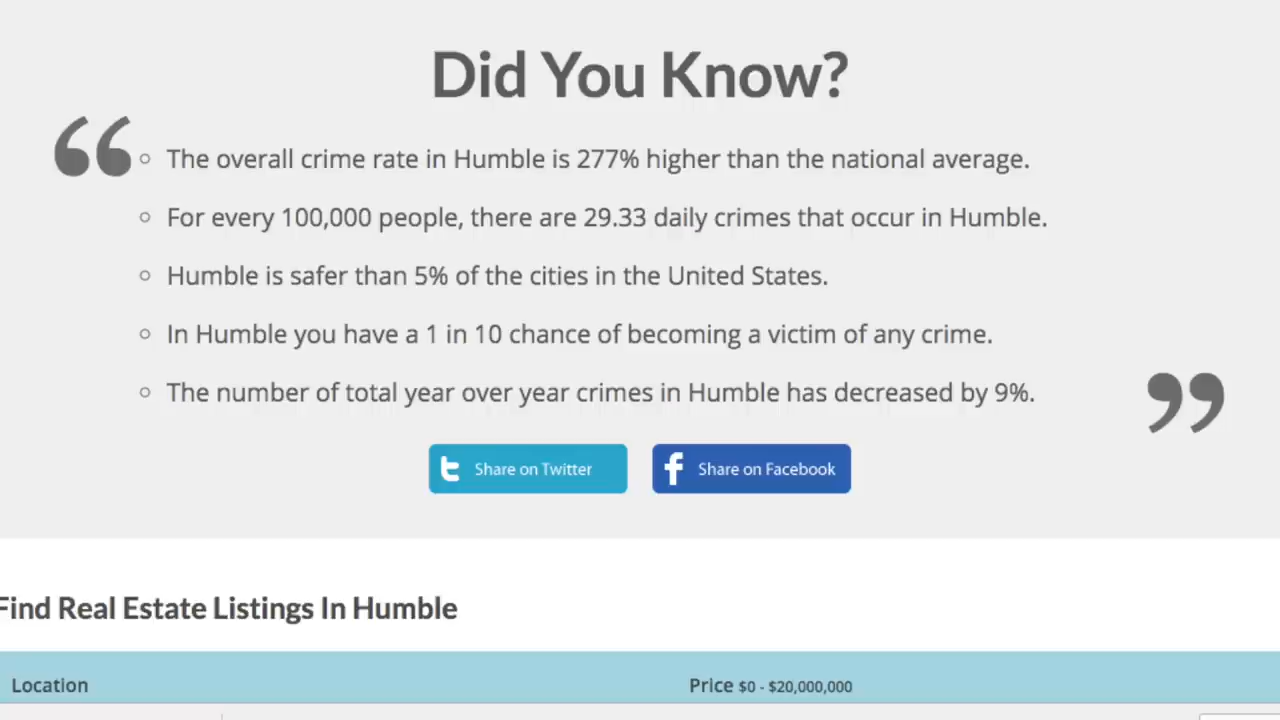 Did You Know?
“
The overall crime rate in Humble is 277% higher than the national average.
For every 100,000 people, there are 29.33 daily crimes that occur in Humble.
Humble is safer than 5% of the cities in the United States.
In Humble you have a 1 in 10 chance of becoming a victim of any crime.
The number of total year over year crimes in Humble has decreased by 9%.
”
Share on Twitter
Share on Facebook
Find Real Estate Listings In Humble
Location
Price $0 - $20,000,000